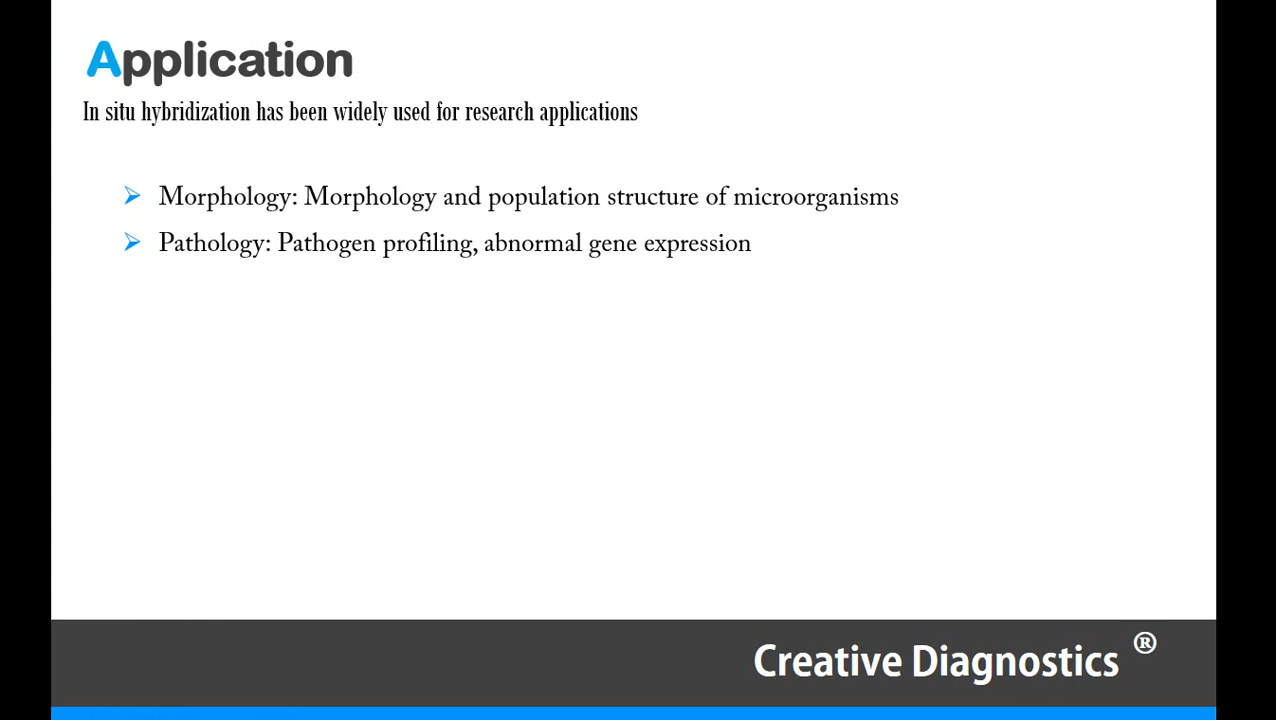 Application
In situ hybridization has been widely used for research applications
Morphology: Morphology and population structure of microorganisms
Pathology: Pathogen profiling, abnormal gene expression
Creative Diagnostics ®